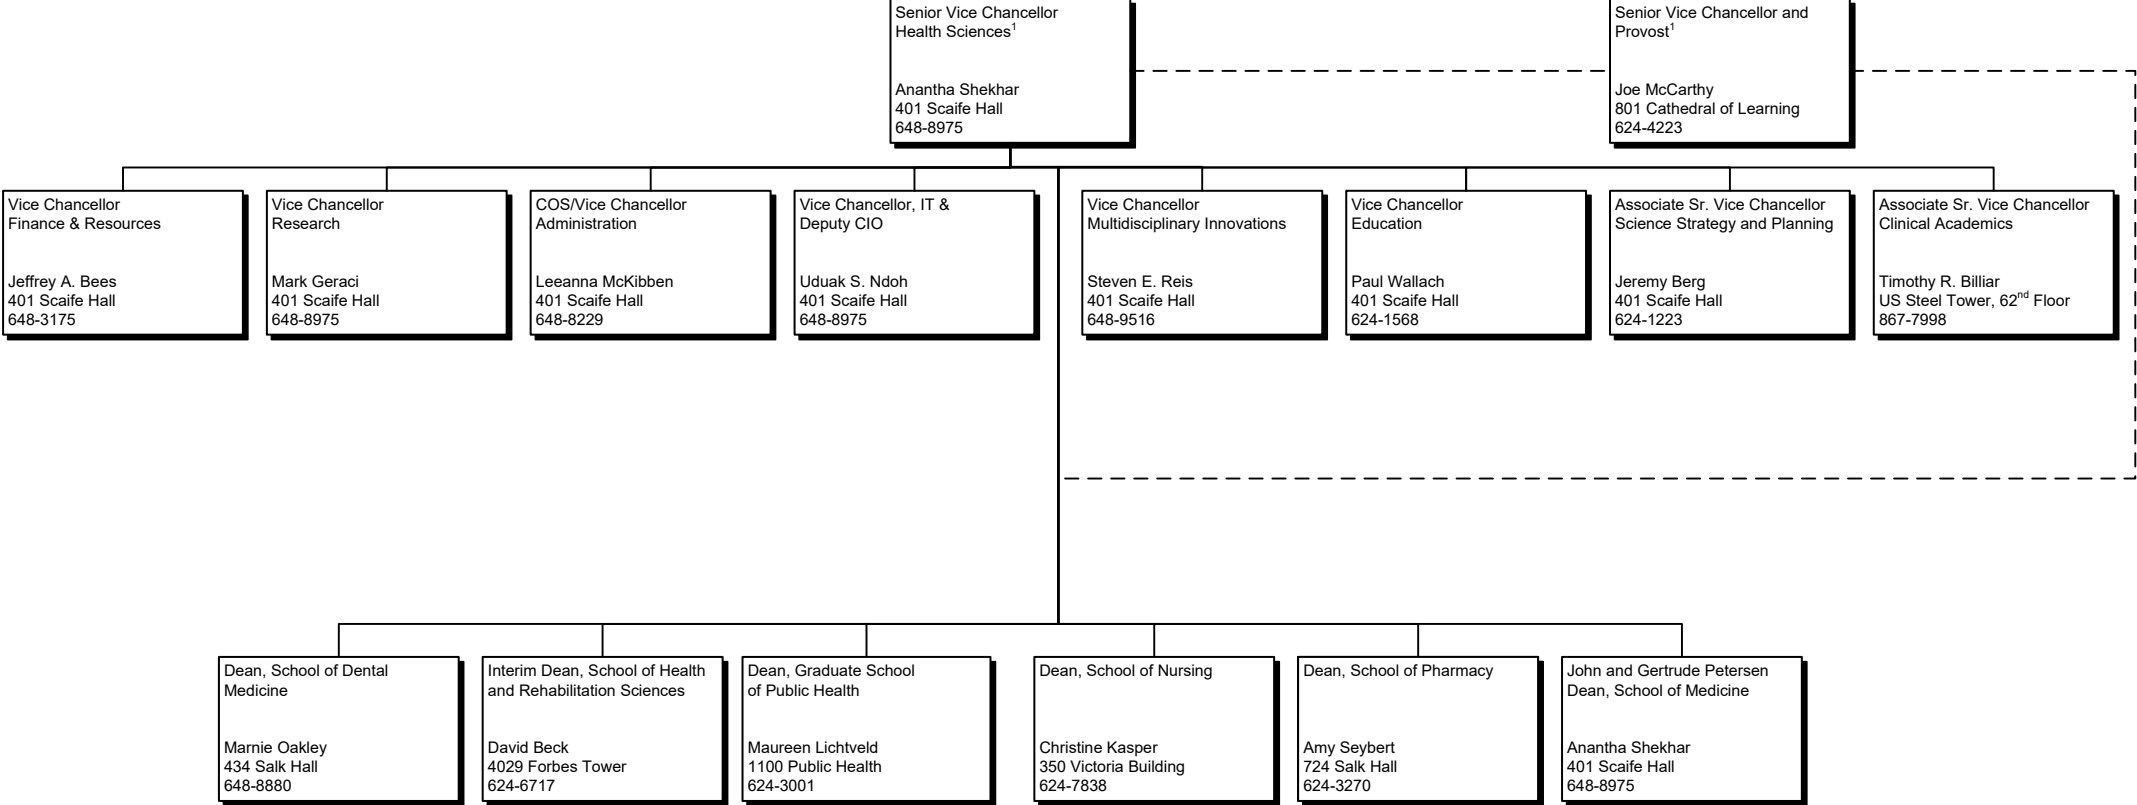 Senior Vice Chancellor
Health Sciences¹
Anantha Shekhar
401 Scaife Hall
648-8975
Senior Vice Chancellor and
Provost¹
Joe McCarthy
801 Cathedral of Learning
624-4223
Vice Chancellor
Finance & Resources
Jeffrey A. Bees
401 Scaife Hall
648-3175
Vice Chancellor
Research
Mark Geraci
401 Scaife Hall
648-8975
COS/Vice Chancellor
Administration
Leeanna McKibben
401 Scaife Hall
648-8229
Vice Chancellor, IT &
Deputy CIO
Uduak S. Ndoh
401 Scaife Hall
648-8975
Vice Chancellor
Multidisciplinary Innovations
Steven E. Reis
401 Scaife Hall
648-9516
Vice Chancellor
Education
Paul Wallach
401 Scaife Hall
624-1568
Associate Sr. Vice Chancellor
Science Strategy and Planning
Jeremy Berg
401 Scaife Hall
624-1223
Associate Sr. Vice Chancellor
Clinical Academics
Timothy R. Billiar
US Steel Tower, 62nd Floor
867-7998
Dean, School of Dental
Medicine
Marnie Oakley
434 Salk Hall
648-8880
Interim Dean, School of Health
and Rehabilitation Sciences
David Beck
4029 Forbes Tower
624-6717
Dean, Graduate School
of Public Health
Maureen Lichtveld
1100 Public Health
624-3001
Dean, School of Nursing
Christine Kasper
350 Victoria Building
624-7838
Dean, School of Pharmacy
Amy Seybert
724 Salk Hall
624-3270
John and Gertrude Petersen
Dean, School of Medicine
Anantha Shekhar
401 Scaife Hall
648-8975